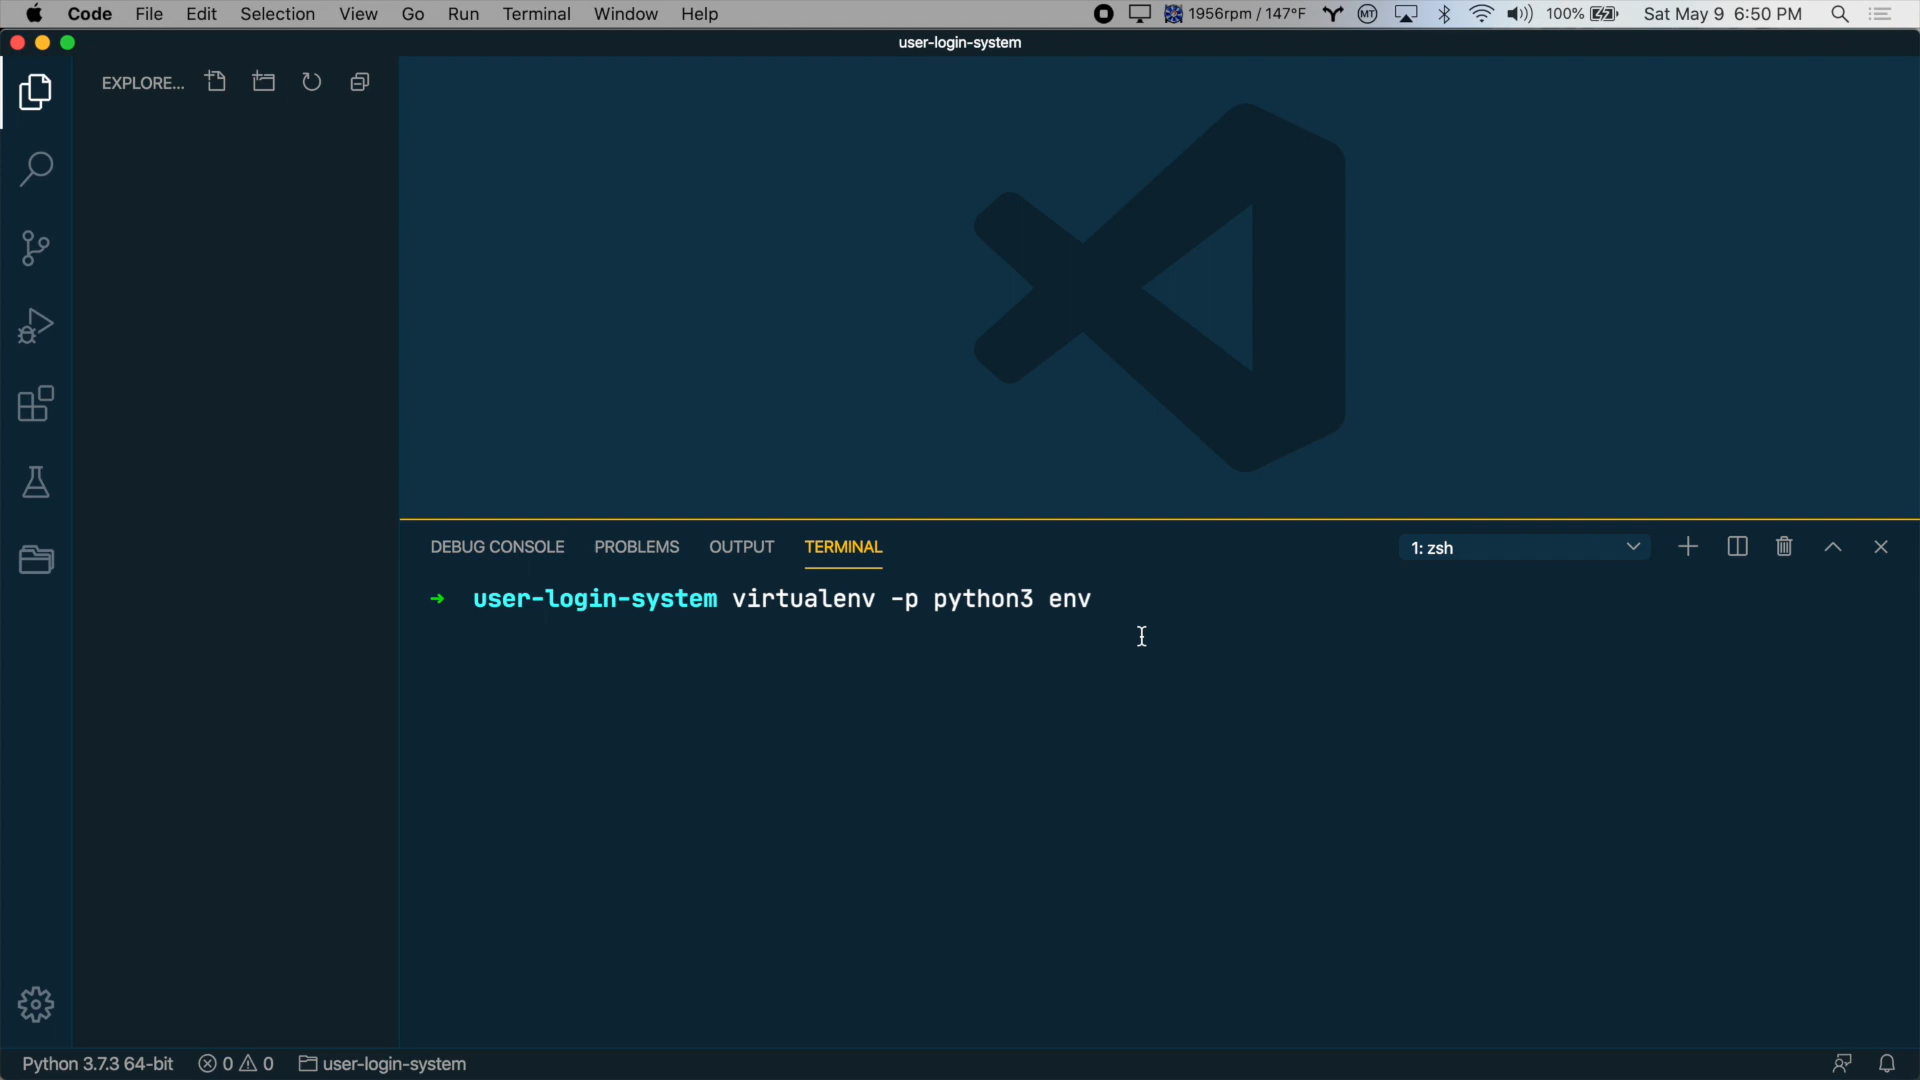 Code File Edit Selection View Go Run Terminal Window Help 1956rpm / 147°F MT 100% Sat May 9 6:50 PM
user-login-system
EXPLORE...
DEBUG CONSOLE PROBLEMS OUTPUT TERMINAL 1: zsh
→ user-login-system virtualenv -p python3 env
Python 3.7.3 64-bit 0 0 user-login-system